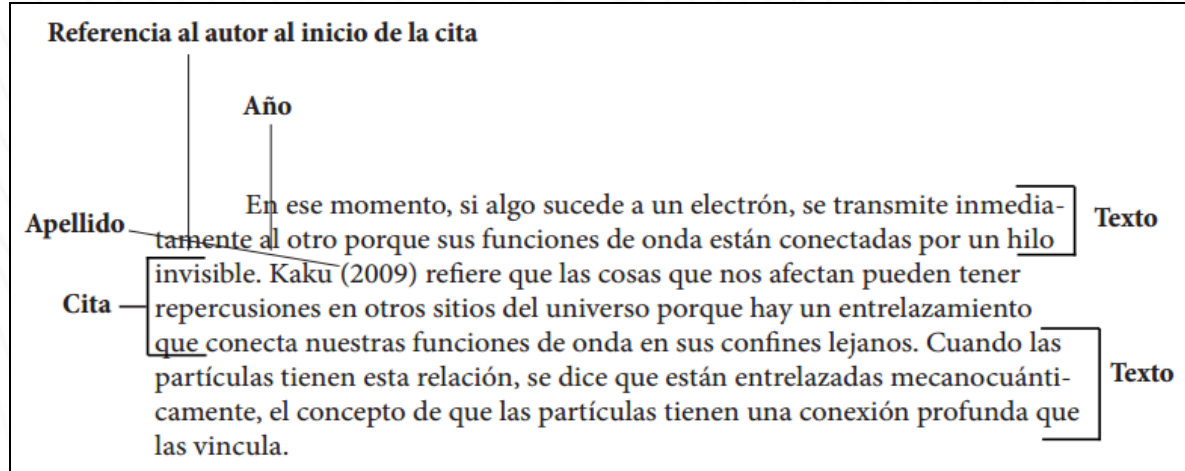 Referencia al autor al inicio de la cita
Año
En ese momento, si algo sucede a un electrón, se transmite inmedia-
Apellido
Texto
tamente al otro porque sus funciones de onda están conectadas por un hilo
invisible. Kaku (2009) refiere que las cosas que nos afectan pueden tener
Cita
repercusiones en otros sitios del universo porque hay un entrelazamiento
que conecta nuestras funciones de onda en sus confines lejanos. Cuando las
partículas tienen esta relación, se dice que están entrelazadas mecanocuánti-
Texto
camente, el concepto de que las partículas tienen una conexión profunda que
las vincula.